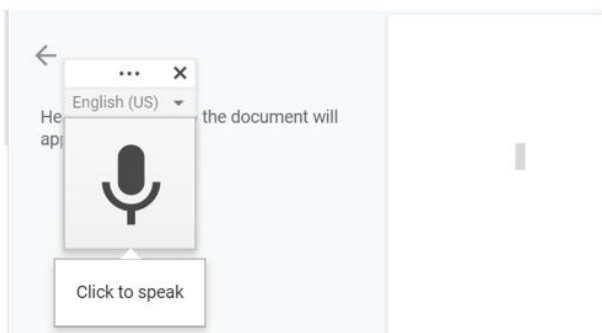 ... ×
English (US)
He the document will
app
Click to speak